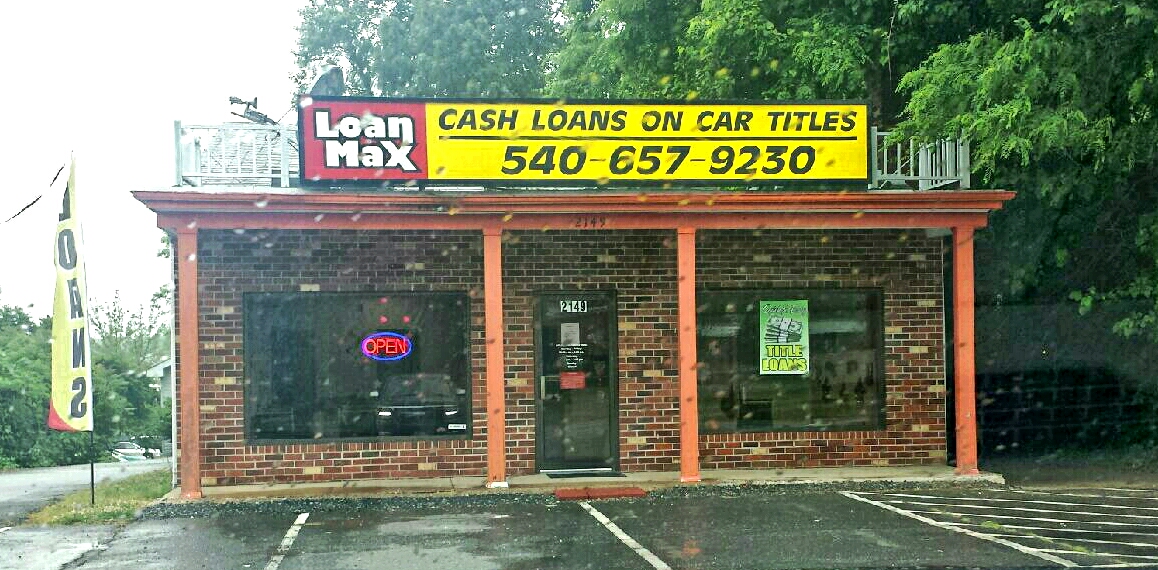 Loan
Max
CASH LOANS ON CAR TITLES
540-657-9230
2149
LOANS
2149
OPEN
TITLE
LOANS